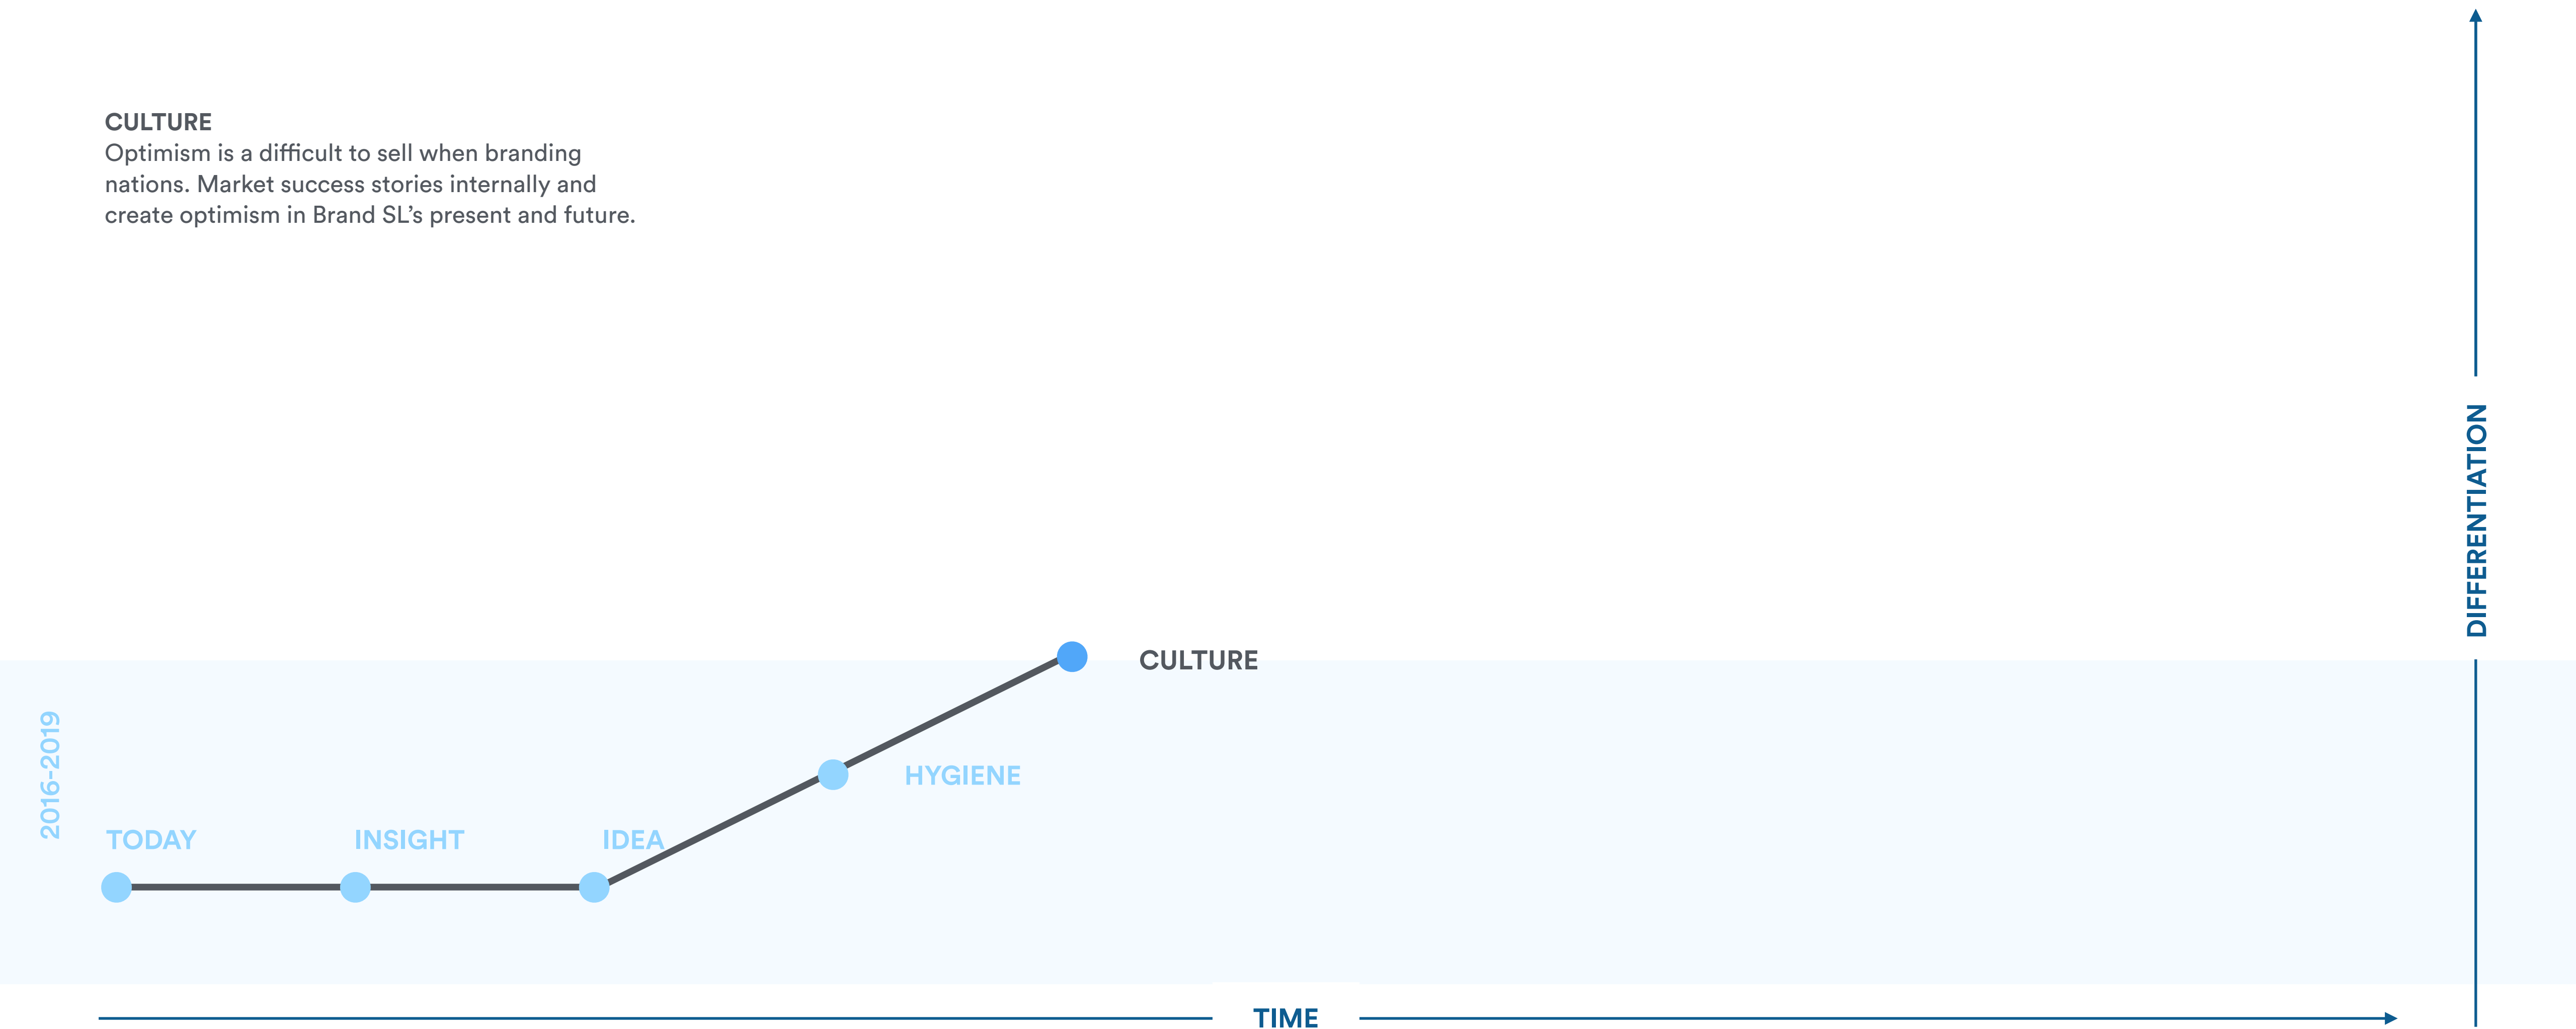 CULTURE
Optimism is a difficult to sell when branding
nations. Market success stories internally and
create optimism in Brand SL’s present and future.
DIFFERENTIATION
CULTURE
2016-2019
HYGIENE
TODAY
INSIGHT
IDEA
TIME